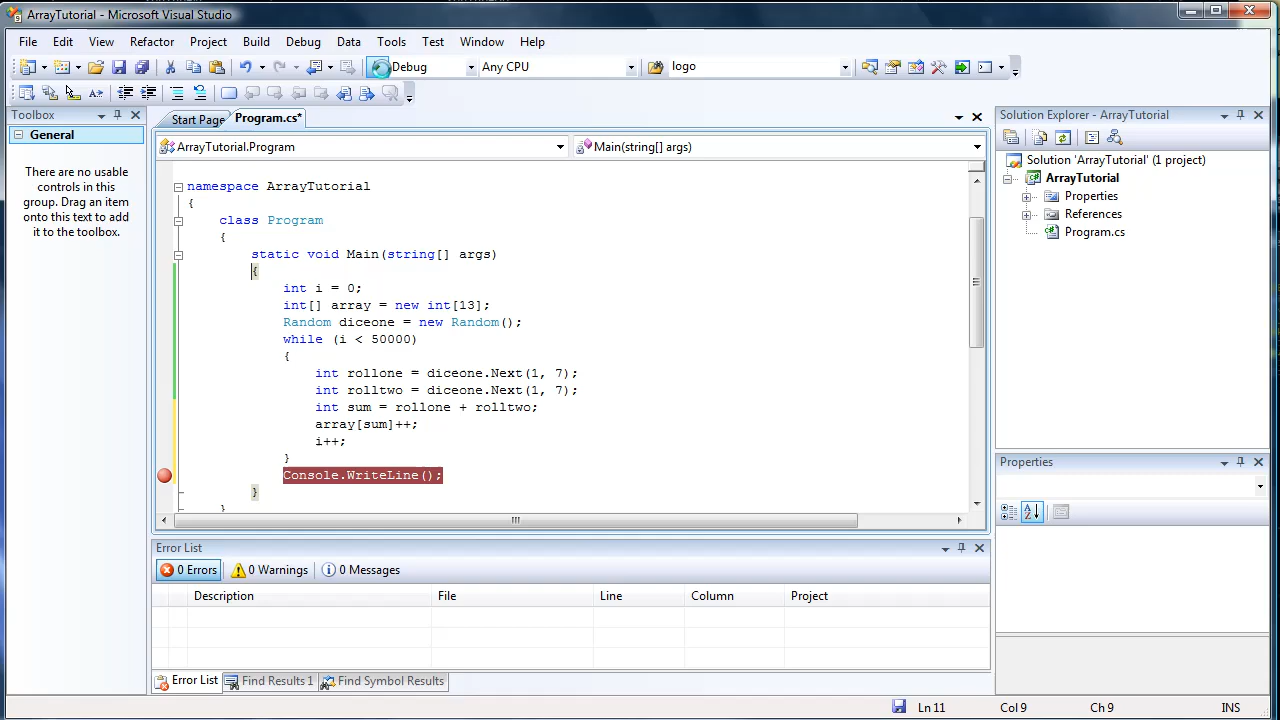 ArrayTutorial - Microsoft Visual Studio
File Edit View Refactor Project Build Debug Data Tools Test Window Help
Debug Any CPU logo
Toolbox
General
There are no usable
controls in this
group. Drag an item
onto this text to add
it to the toolbox.
Start Page Program.cs*
ArrayTutorial.Program Main(string[] args)
namespace ArrayTutorial
{
class Program
{
static void Main(string[] args)
{
int i = 0;
int[] array = new int[13];
Random diceone = new Random();
while (i < 50000)
{
int rollone = diceone.Next(1, 7);
int rolltwo = diceone.Next(1, 7);
int sum = rollone + rolltwo;
array[sum]++;
i++;
}
Console.WriteLine();
}
}
Error List
0 Errors 0 Warnings 0 Messages
Description File Line Column Project
Error List Find Results 1 Find Symbol Results
Solution Explorer - ArrayTutorial
Solution 'ArrayTutorial' (1 project)
ArrayTutorial
Properties
References
Program.cs
Properties
Ln 11 Col 9 Ch 9 INS